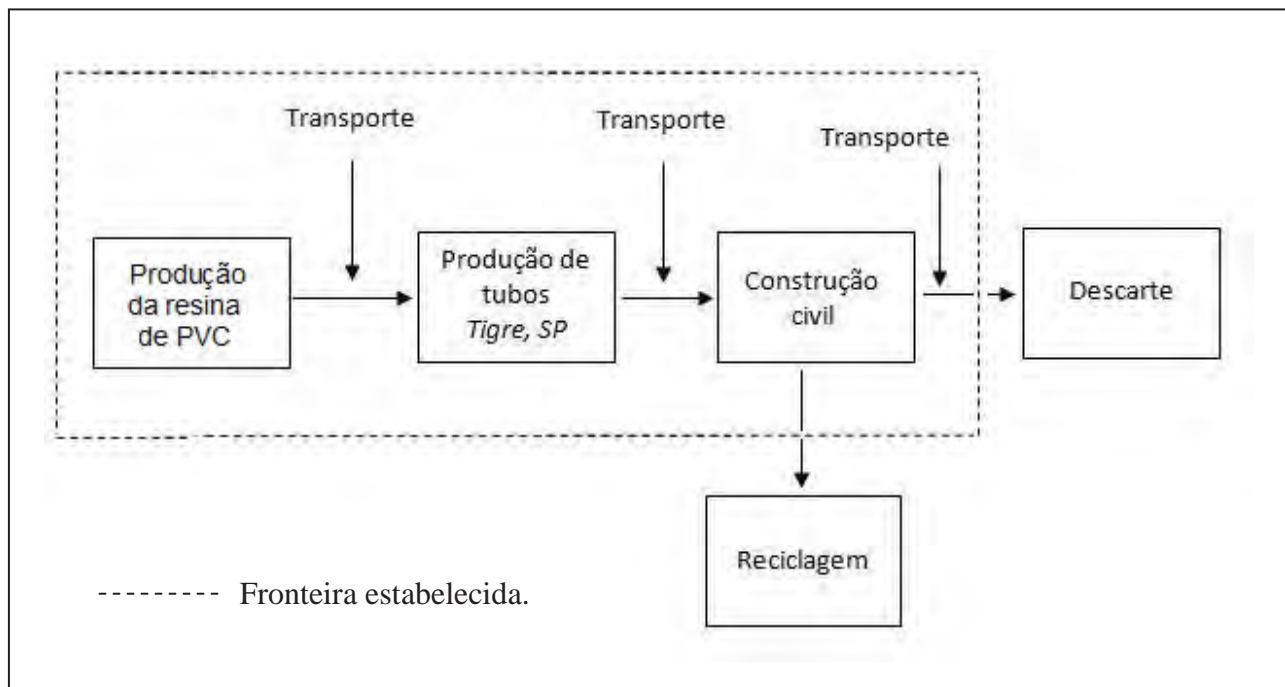 Transporte
Transporte
Transporte
Produção
da resina
de PVC
Produção de
tubos
Tigre, SP
Construção
civil
Descarte
Reciclagem
Fronteira estabelecida.